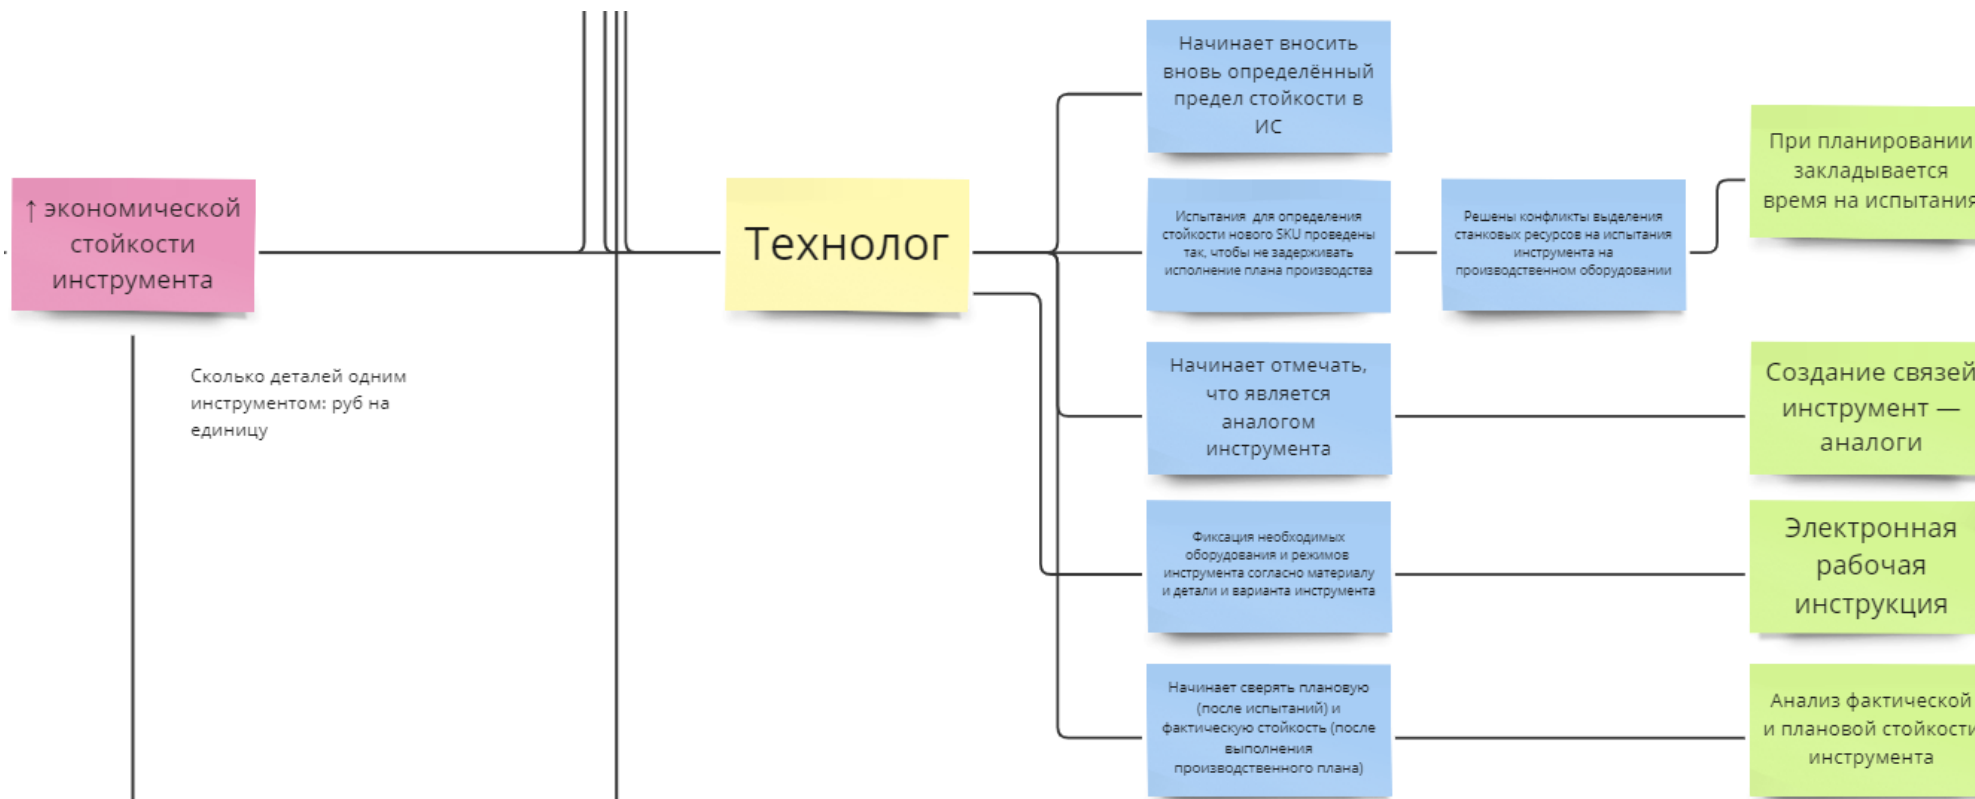 ↑ экономической
стойкости
инструмента
Сколько деталей одним
инструментом: руб на
единицу
Технолог
Начинает вносить
вновь определённый
предел стойкости в
ИС
Испытания для определения
стойкости нового SKU проведены
так, чтобы не задерживать
исполнение плана производства
Решены конфликты выделения
станковых ресурсов на испытания
инструмента на
производственном оборудовании
При планировании
закладывается
время на испытания
Начинает отмечать,
что является
аналогом
инструмента
Создание связей
инструмент —
аналоги
Фиксация необходимых
оборудования и режимов
инструмента согласно материалу
и детали и варианта инструмента
Электронная
рабочая
инструкция
Начинает сверять плановую
(после испытаний) и
фактическую стойкость (после
выполнения
производственного плана)
Анализ фактической
и плановой стойкости
инструмента